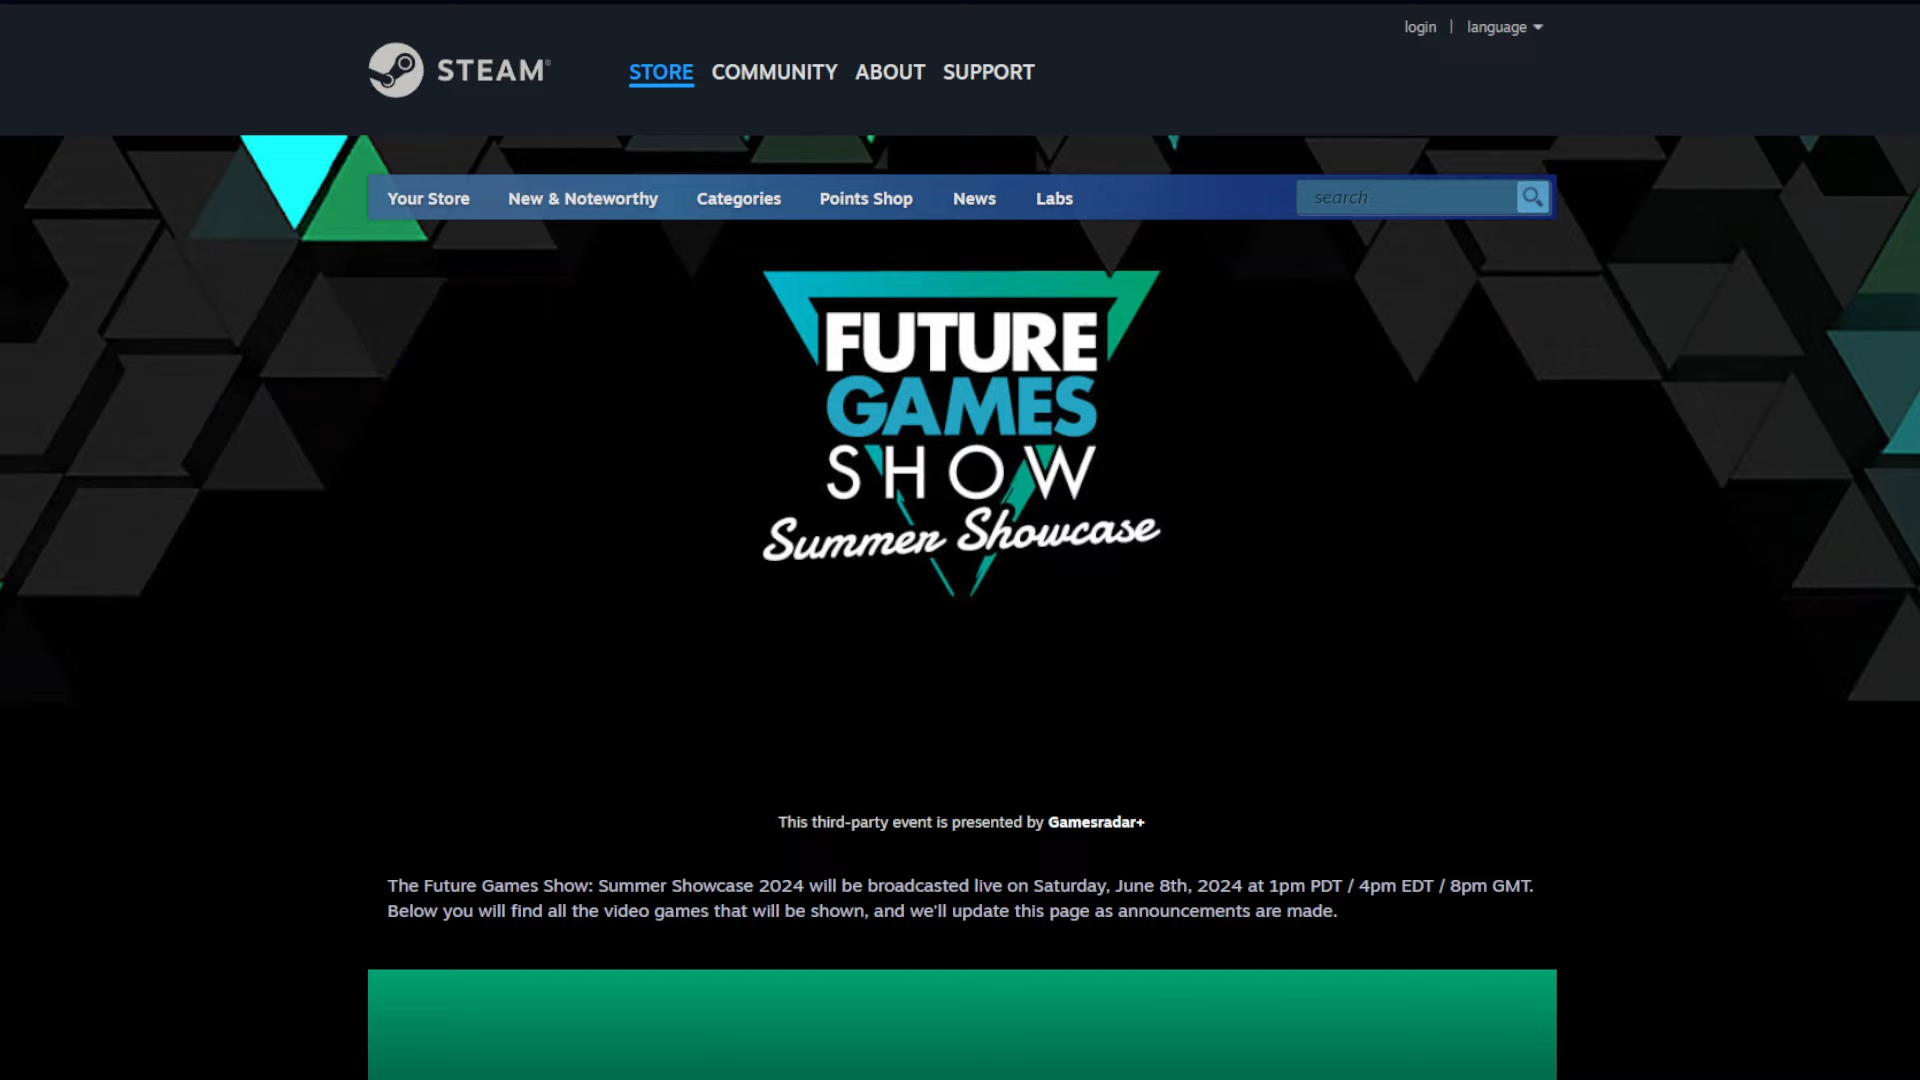 login | language
STEAM®
STORE COMMUNITY ABOUT SUPPORT
Your Store New & Noteworthy Categories Points Shop News Labs search
FUTURE
GAMES
SHOW
Summer Showcase
This third-party event is presented by Gamesradar+
The Future Games Show: Summer Showcase 2024 will be broadcasted live on Saturday, June 8th, 2024 at 1pm PDT / 4pm EDT / 8pm GMT.
Below you will find all the video games that will be shown, and we'll update this page as announcements are made.